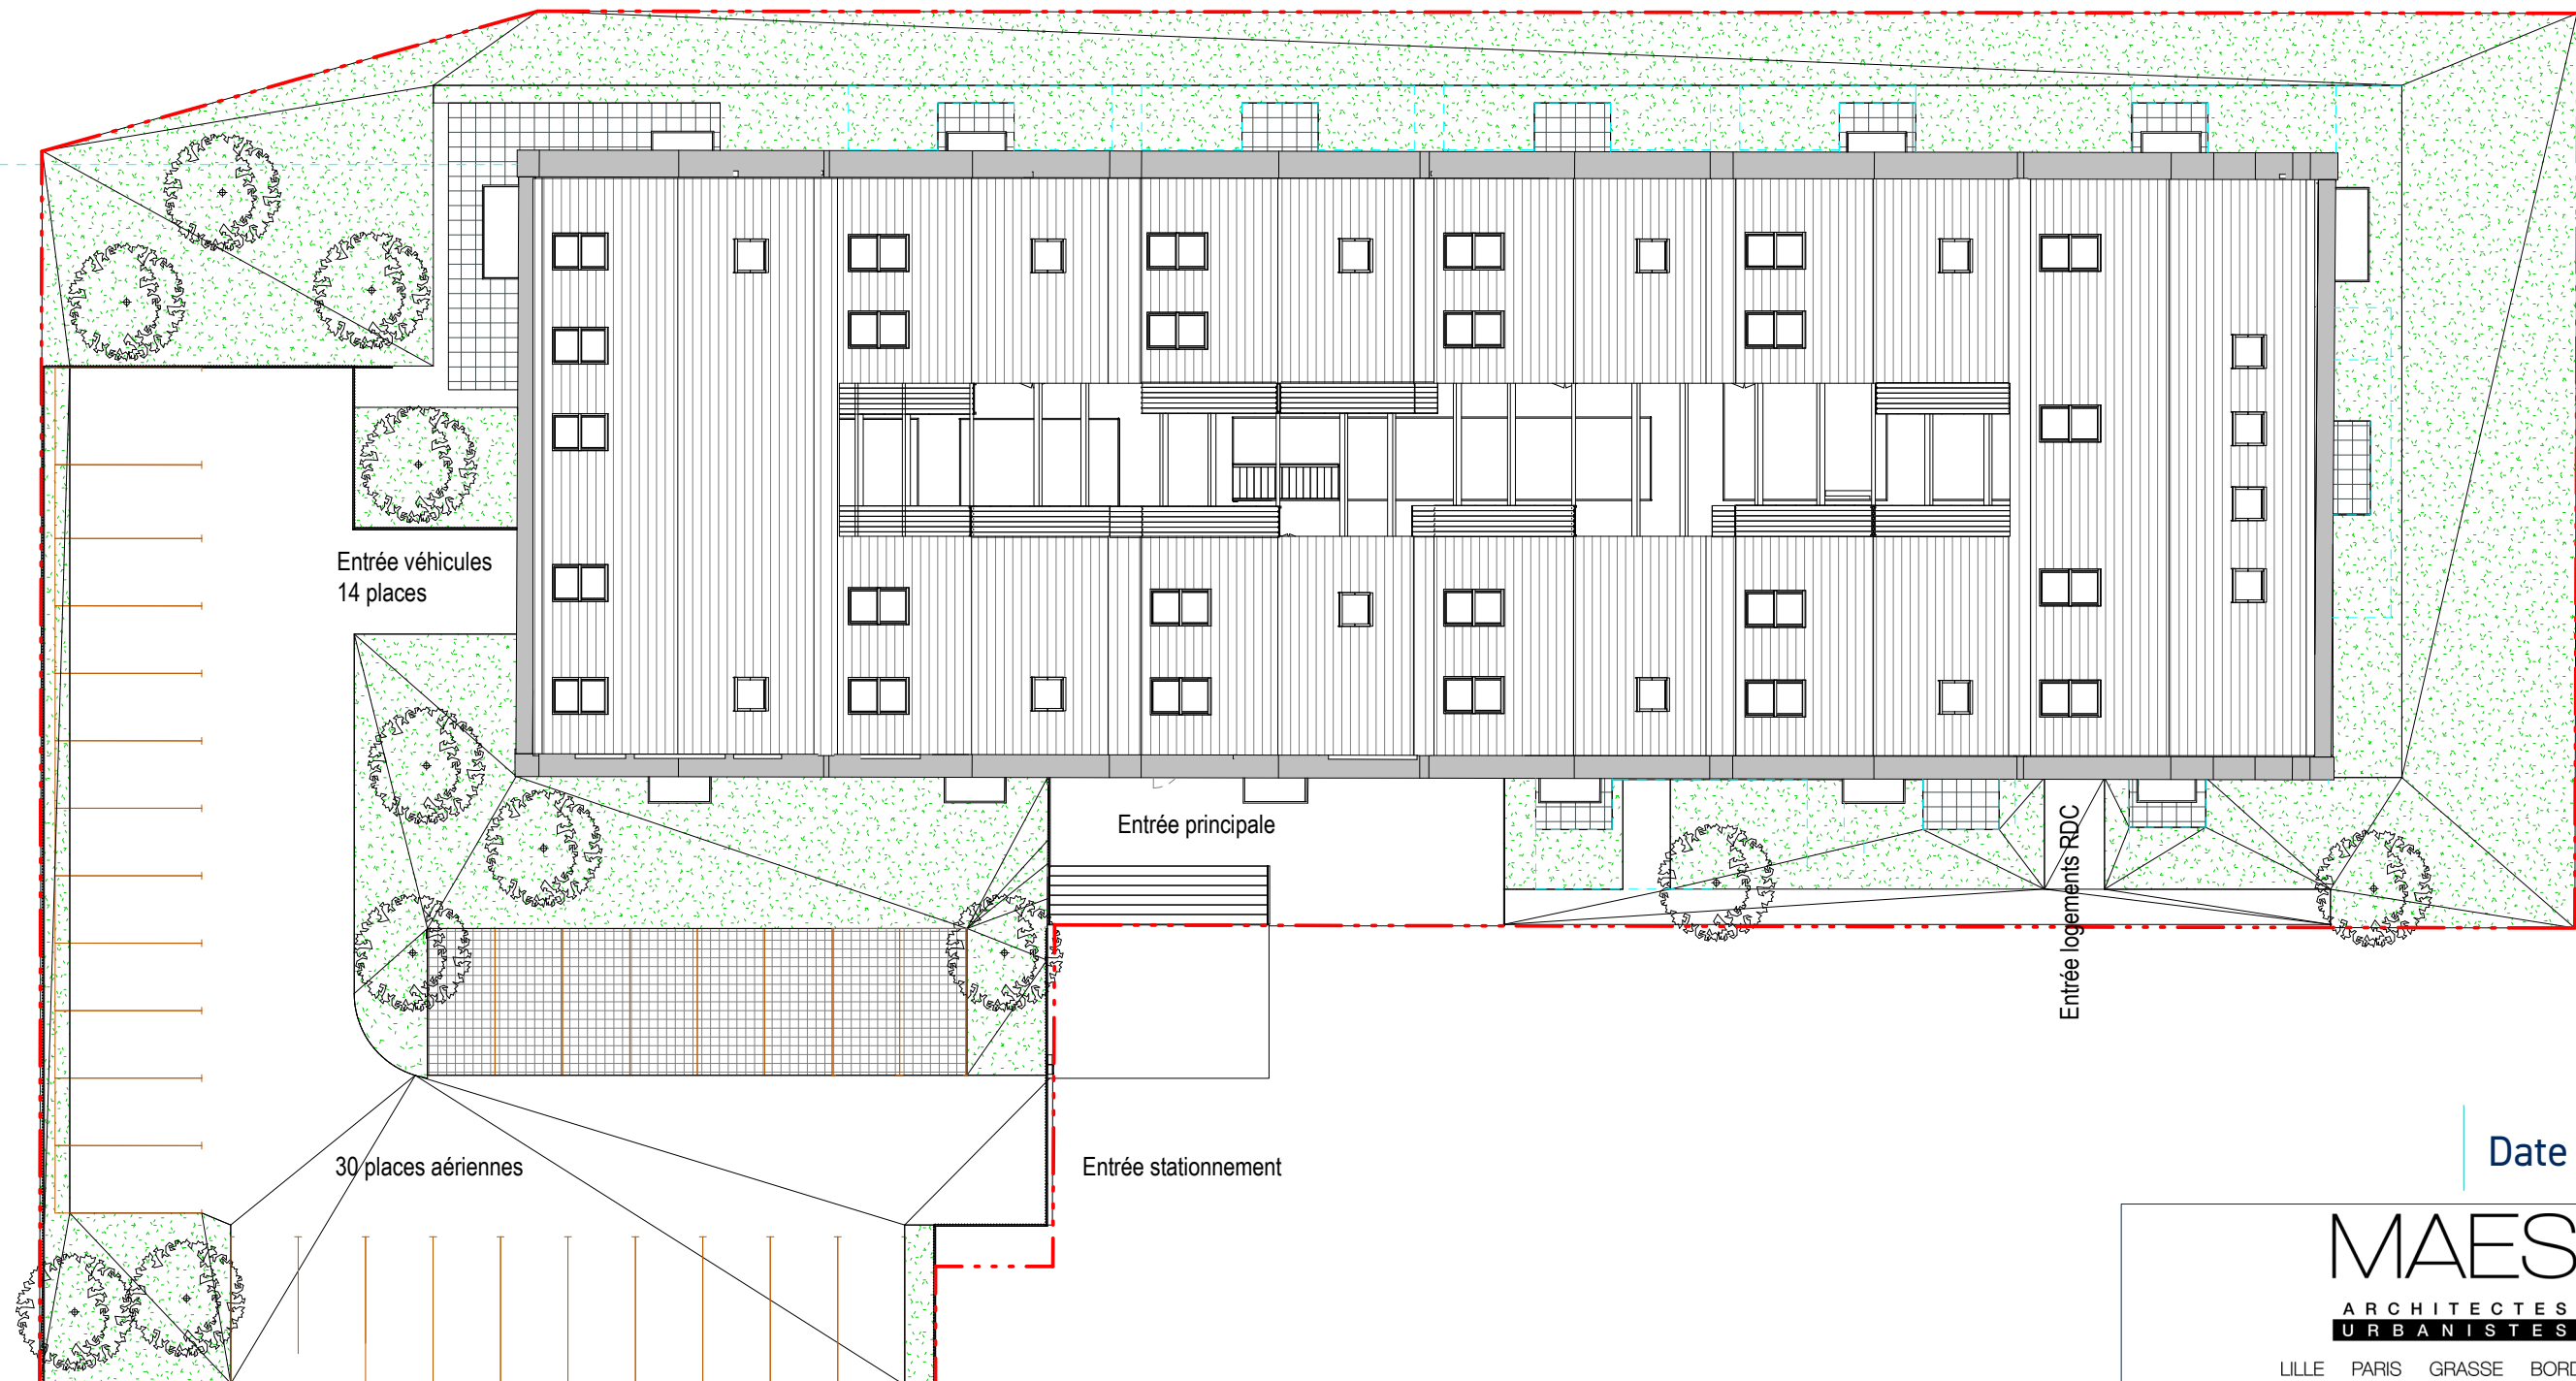 Entrée véhicules
14 places
Entrée principale
Entrée logements RDC
30 places aériennes
Entrée stationnement
Date
MAES
ARCHITECTES
URBANISTES
LILLE PARIS GRASSE BORD